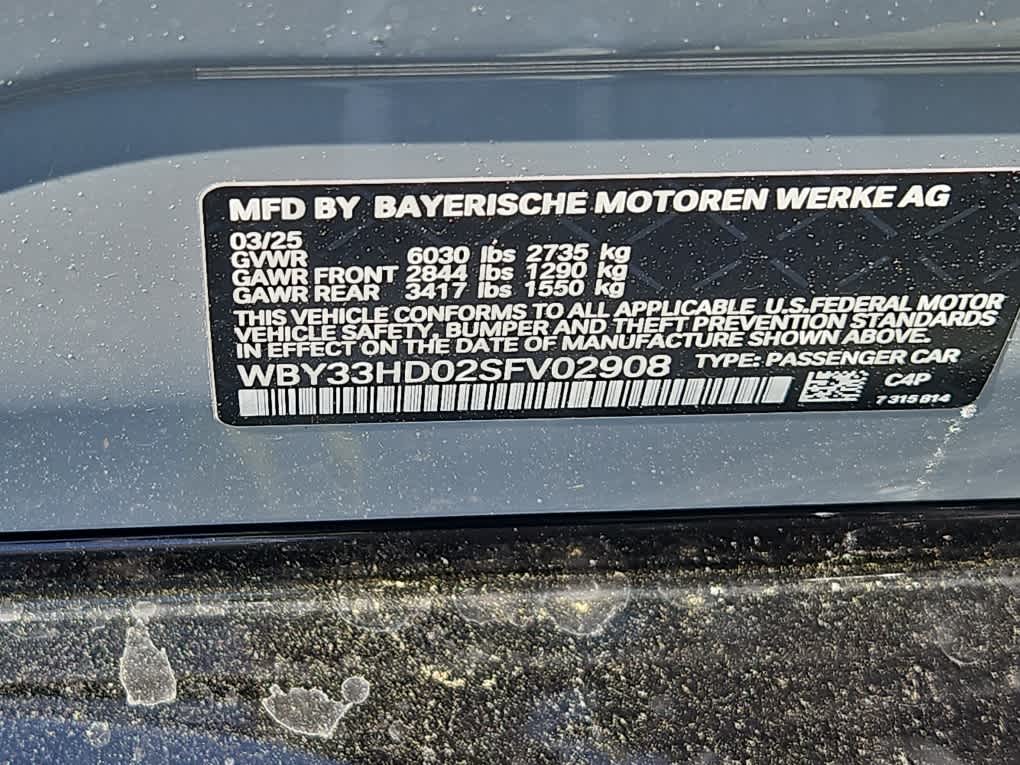 MFD BY BAYERISCHE MOTOREN WERKE AG
03/25
GVWR 6030 lbs 2735 kg
GAWR FRONT 2844 lbs 1290 kg
GAWR REAR 3417 lbs 1550 kg
THIS VEHICLE CONFORMS TO ALL APPLICABLE U.S.FEDERAL MOTOR
VEHICLE SAFETY, BUMPER AND THEFT PREVENTION STANDARDS
IN EFFECT ON THE DATE OF MANUFACTURE SHOWN ABOVE.
WBY33HD02SFV02908 TYPE: PASSENGER CAR
C4P
7 315 814